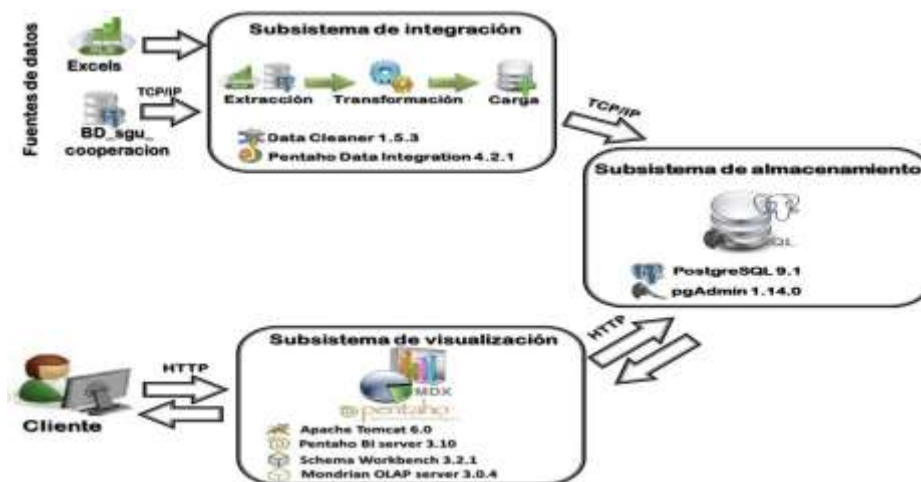 Fuentes de datos
Excels
TCP/IP
BD_sgu_
cooperacion
Subsistema de integración
Extracción
Transformación
Carga
Data Cleaner 1.5.3
Pentaho Data Integration 4.2.1
TCP/IP
Subsistema de almacenamiento
PostgreSQL 9.1
pgAdmin 1.14.0
HTTP
Subsistema de visualización
MDX
pentaho
Apache Tomcat 6.0
Pentaho BI server 3.10
Schema Workbench 3.2.1
Mondrian OLAP server 3.0.4
HTTP
Cliente